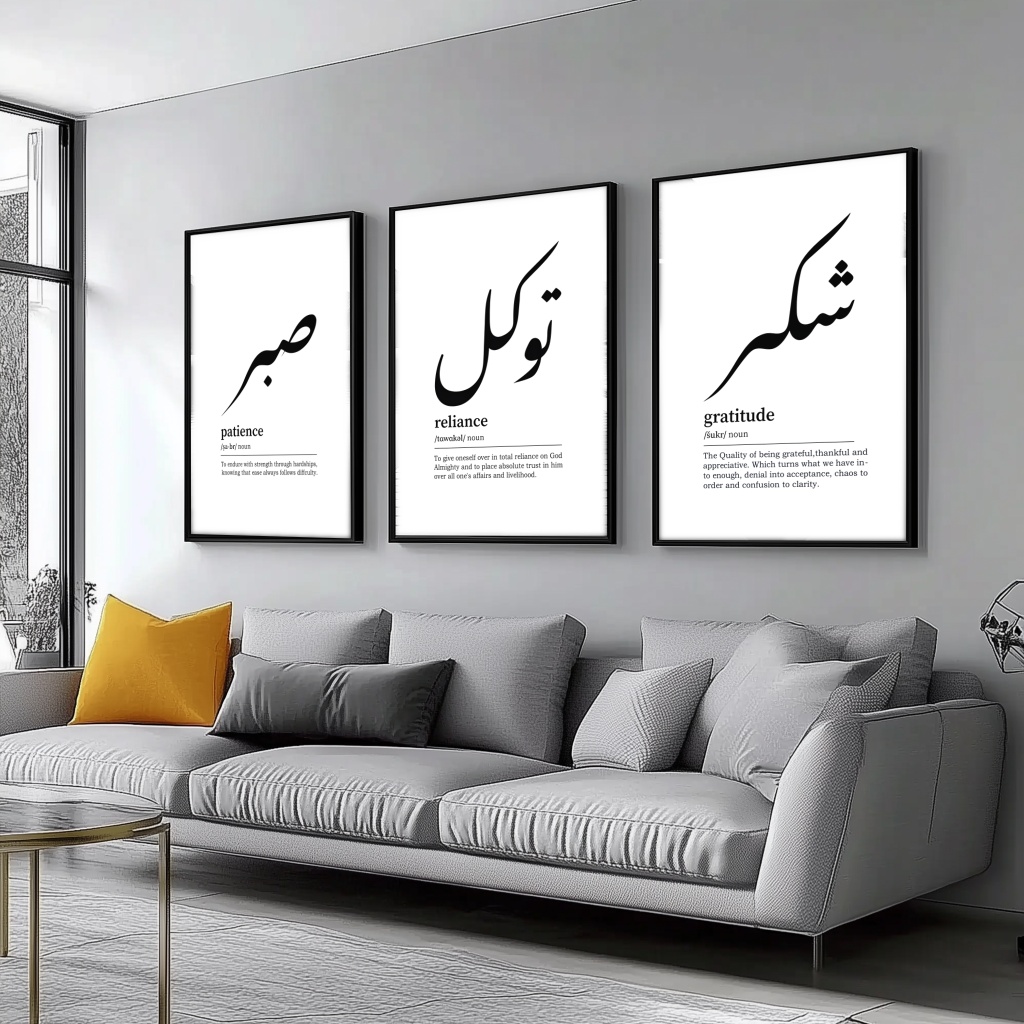 صبر
patience
/ṣa·br/ noun
To endure with strength through hardships,
knowing that ease always follows difficulty.
توكل
reliance
/tawakal/ noun
To give oneself over in total reliance on God
Almighty and to place absolute trust in him
over all one's affairs and livelihood.
شكر
gratitude
/šukr/ noun
The Quality of being grateful,thankful and
appreciative. Which turns what we have in-
to enough, denial into acceptance, chaos to
order and confusion to clarity.